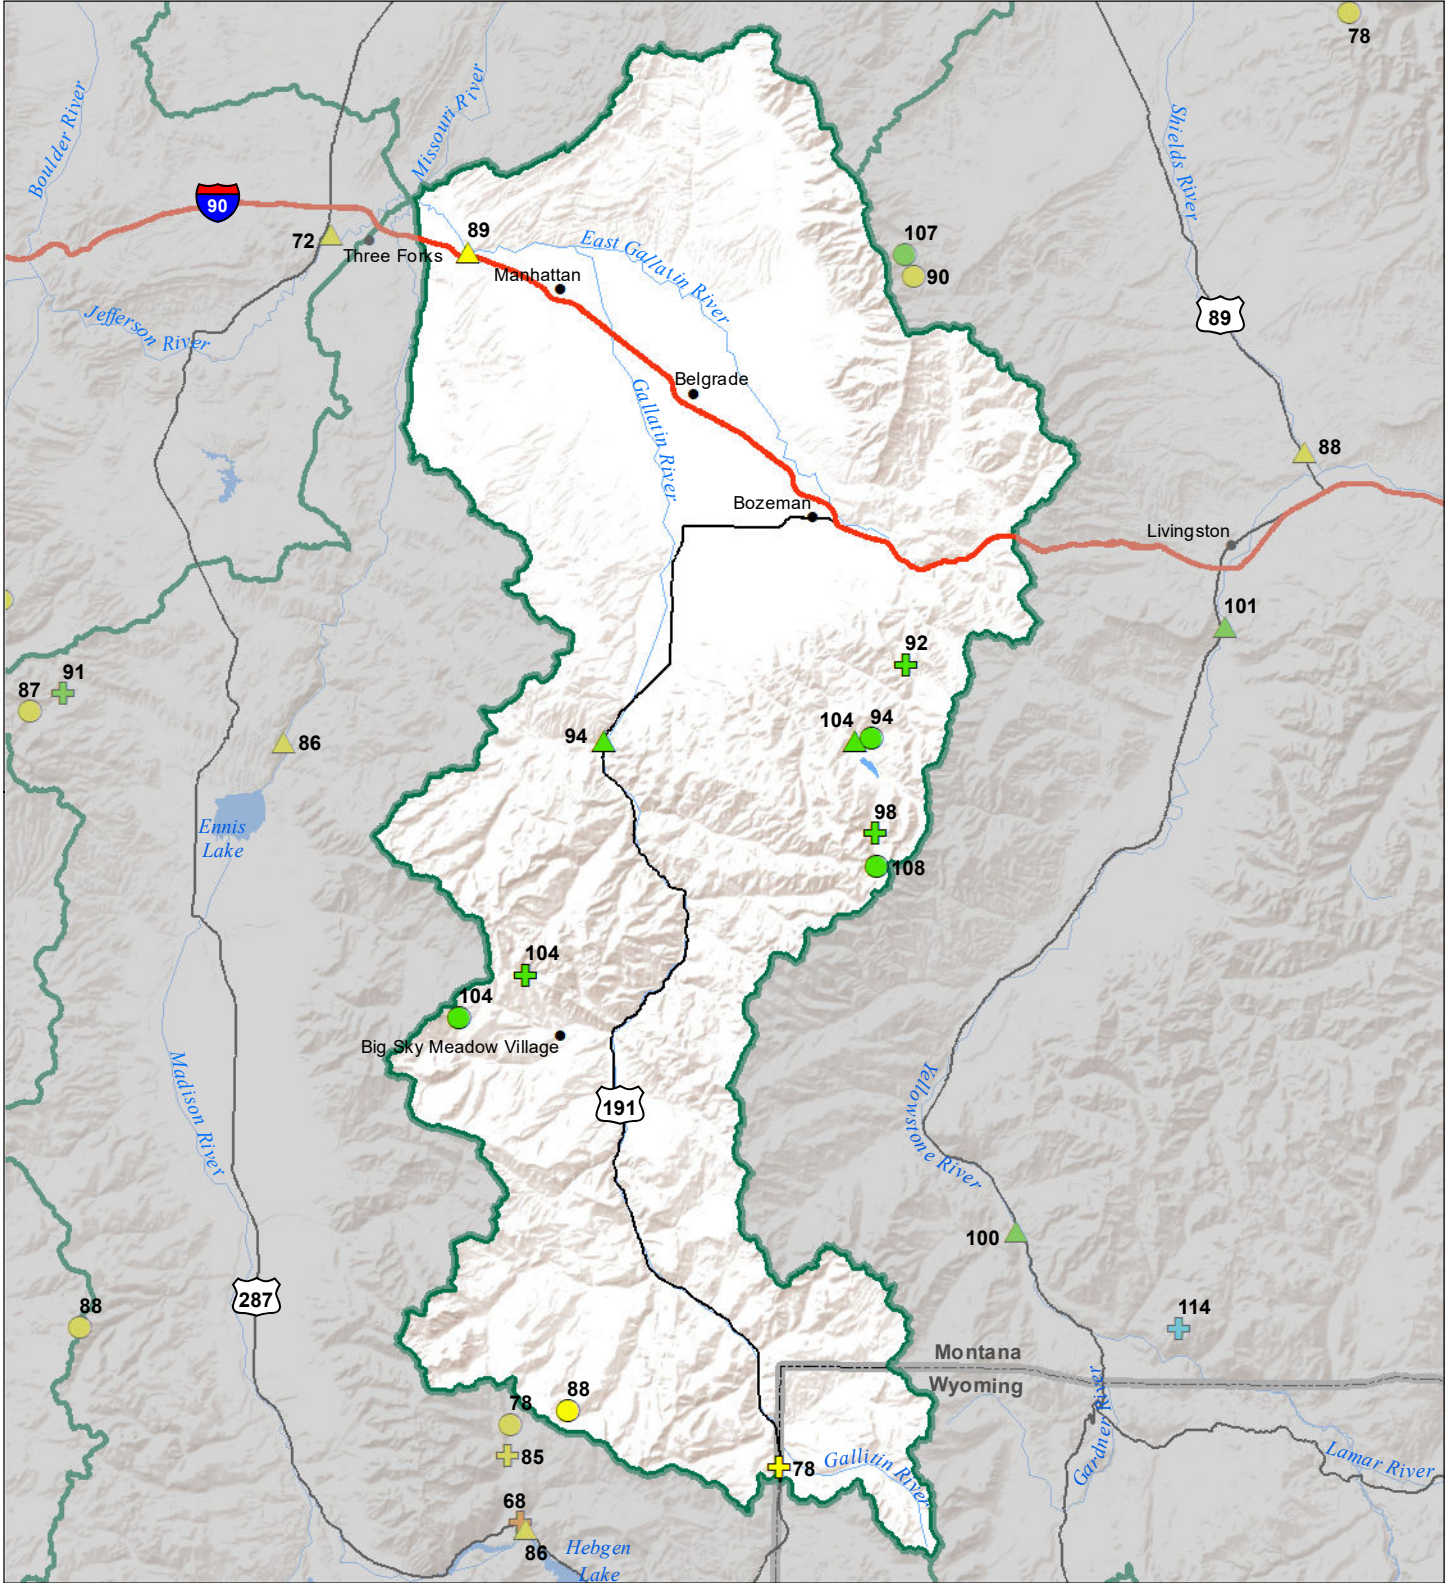 78
Boulder River
Missouri River
Shields River
90
72
Three Forks
89
Manhattan
East Gallatin River
107
90
89
Jefferson River
Belgrade
Gallatin River
88
Bozeman
Livingston
101
92
91
87
94
104
94
86
98
108
Ennis
Lake
104
104
Big Sky Meadow Village
Madison River
191
Yellowstone River
100
287
88
114
Montana
Wyoming
88
78
85
78
Gallitin River
Gardner River
Lamar River
68
86
Hebgen
Lake